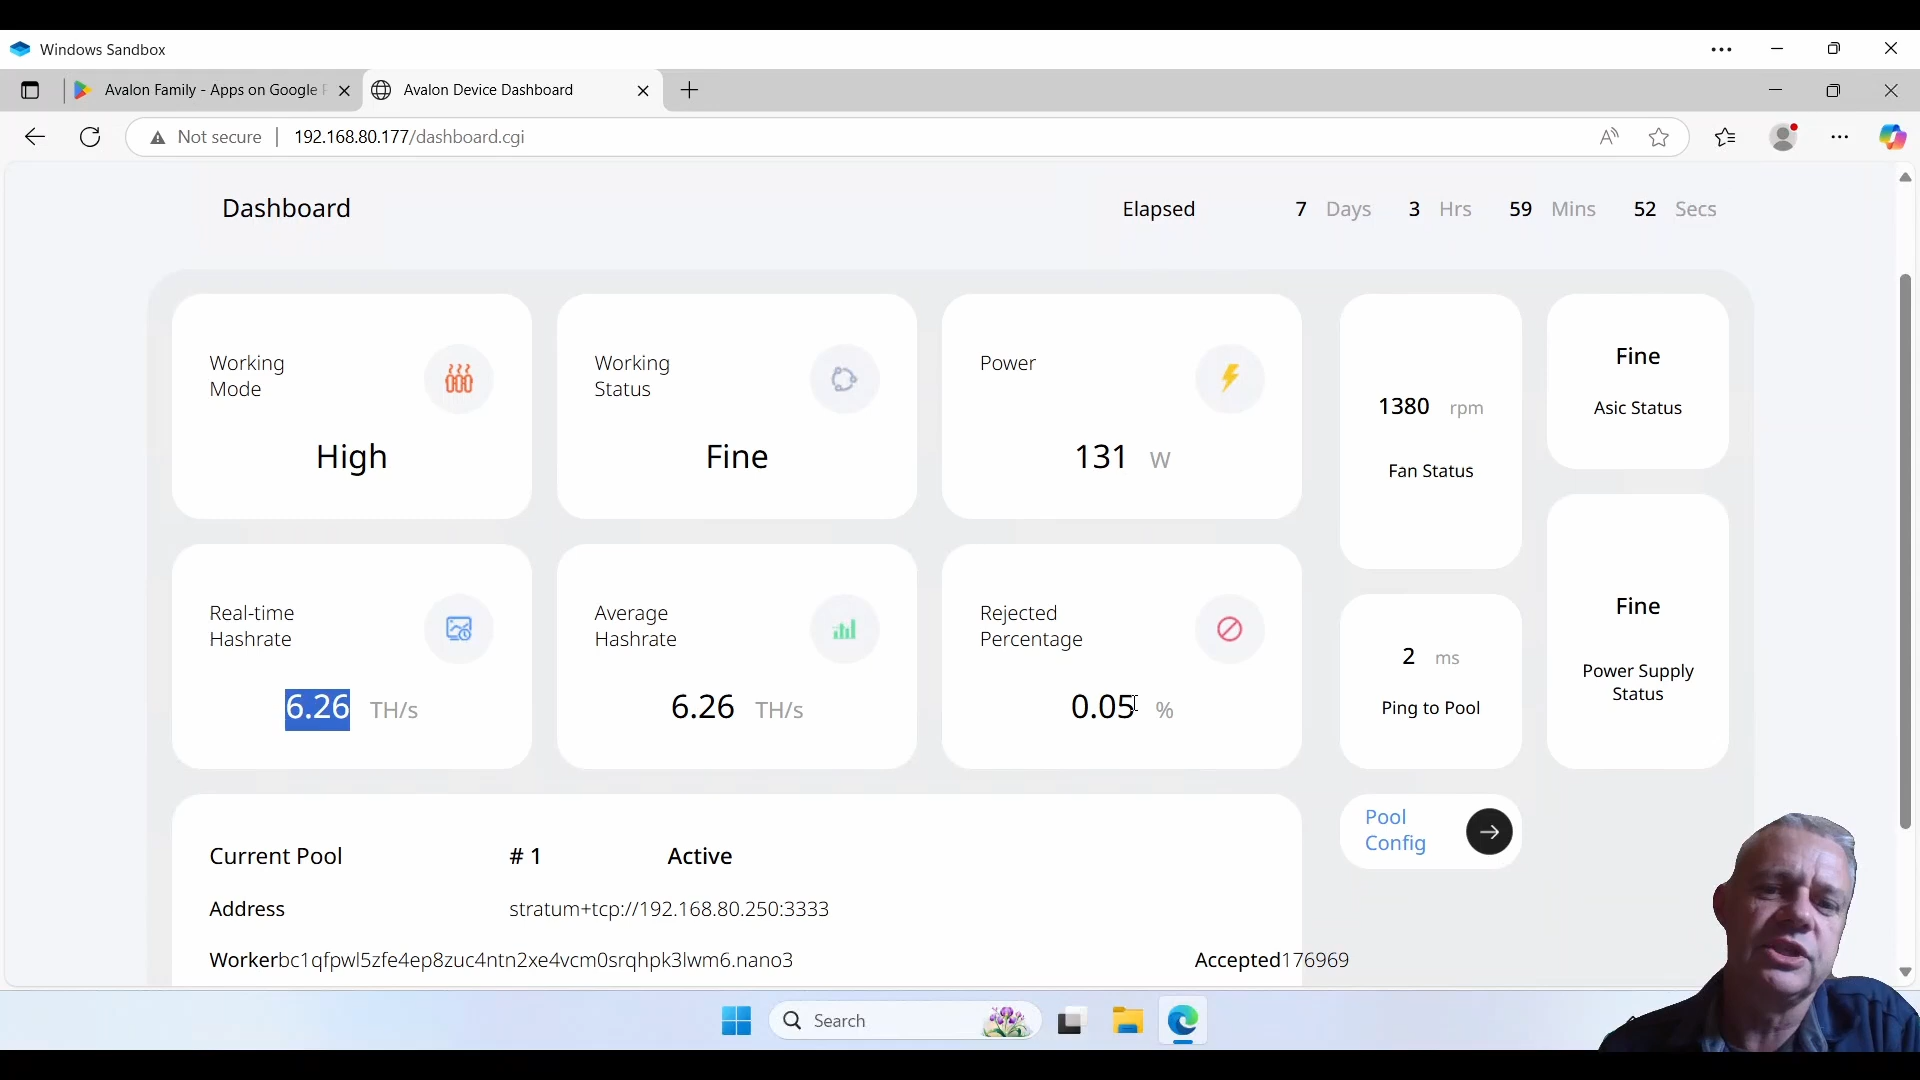 Windows Sandbox
Avalon Family - Apps on Google P
Avalon Device Dashboard
Not secure
192.168.80.177/dashboard.cgi
Dashboard
Elapsed 7 Days 3 Hrs 59 Mins 52 Secs
Working
Mode
High
Working
Status
Fine
Power
131 W
1380 rpm
Fan Status
Fine
Asic Status
Real-time
Hashrate
6.26 TH/s
Average
Hashrate
6.26 TH/s
Rejected
Percentage
0.05 %
2 ms
Ping to Pool
Fine
Power Supply
Status
Current Pool # 1 Active
Address stratum+tcp://192.168.80.250:3333
Workerbc1qfpwl5zfe4ep8zuc4ntn2xe4vcm0srqhpk3lwm6.nano3 Accepted176969
Pool
Config
Search